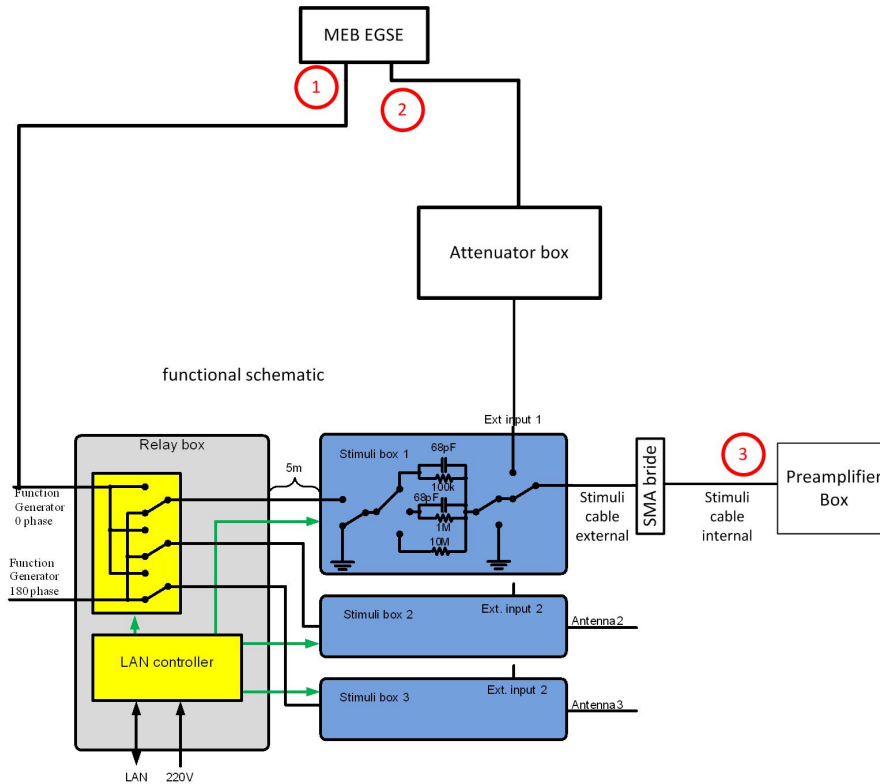 MEB EGSE
1
2
Attenuator box
functional schematic
Ext input 1
Relay box
5m
Stimuli box 1
68pF
100k
68pF
1M
10M
3
SMA bride
Preamplifier
Box
Stimuli
cable
external
Stimuli
cable
internal
Function
Generator
0 phase
Function
Generator
180 phase
Ext. input 2
Stimuli box 2
Antenna2
LAN controller
Ext. input 2
Stimuli box 3
Antenna3
LAN
220V